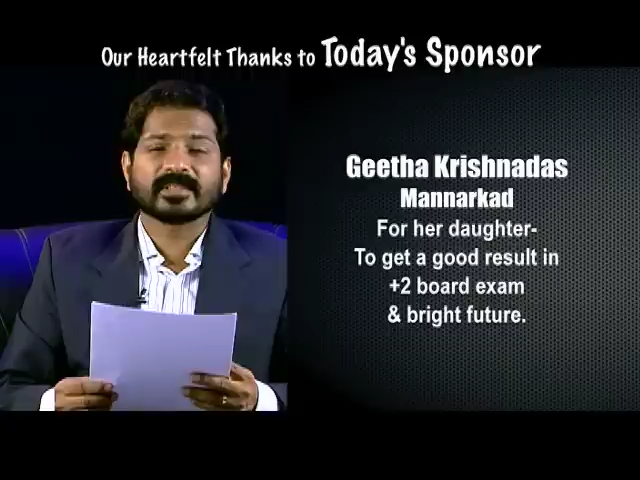 Our Heartfelt Thanks to Today's Sponsor
Geetha Krishnadas
Mannarkad
For her daughter-
To get a good result in
+2 board exam
& bright future.